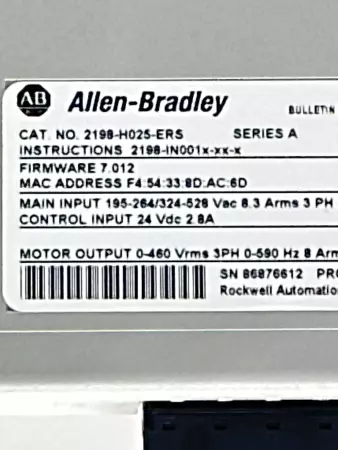 AB Allen-Bradley
BULLETIN
CAT. NO. 2198-H025-ERS SERIES A
INSTRUCTIONS 2198-IN001x-xx-x
FIRMWARE 7.012
MAC ADDRESS F4:54:33:8D:AC:6D
MAIN INPUT 195-264/324-528 Vac 8.3 Arms 3 PH
CONTROL INPUT 24 Vdc 2.8A
MOTOR OUTPUT 0-460 Vrms 3PH 0-590 Hz 8 Arm
SN 86876612 PRO
Rockwell Automatio